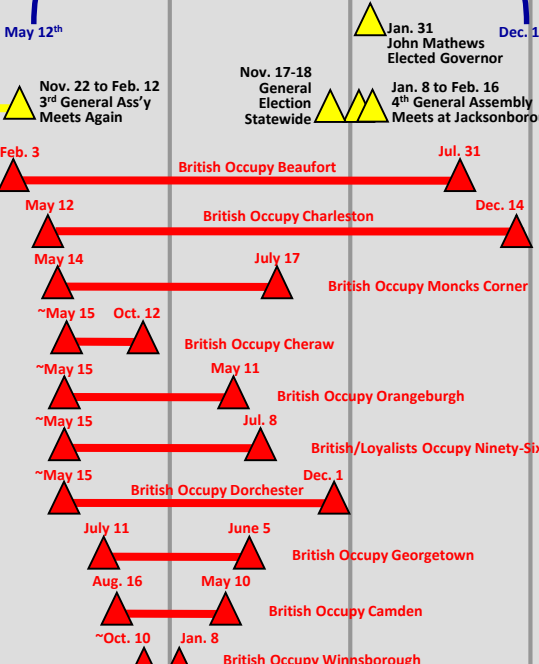 May 12th
Dec. 1
Jan. 31
John Mathews
Elected Governor
Nov. 22 to Feb. 12
3rd General Ass'y
Meets Again
Nov. 17-18
General
Election
Statewide
Jan. 8 to Feb. 16
4th General Assembly
Meets at Jacksonboro
Feb. 3
British Occupy Beaufort
Jul. 31
May 12
British Occupy Charleston
Dec. 14
May 14
July 17
British Occupy Moncks Corner
~May 15
Oct. 12
British Occupy Cheraw
~May 15
May 11
British Occupy Orangeburgh
~May 15
Jul. 8
British/Loyalists Occupy Ninety-Six
~May 15
British Occupy Dorchester
Dec. 1
July 11
June 5
British Occupy Georgetown
Aug. 16
May 10
British Occupy Camden
~Oct. 10
Jan. 8
British Occupy Winnsborough